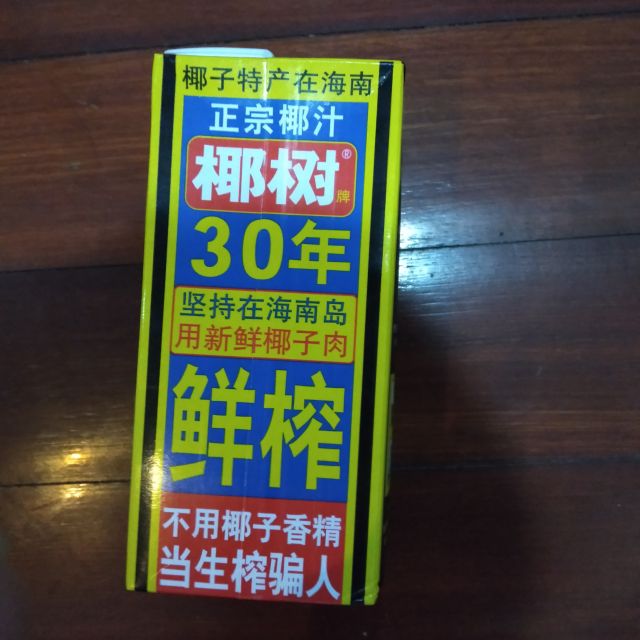 椰子特产在海南
正宗椰汁
椰树®牌
30年
坚持在海南岛
用新鲜椰子肉
鲜榨
不用椰子香精
当生榨骗人